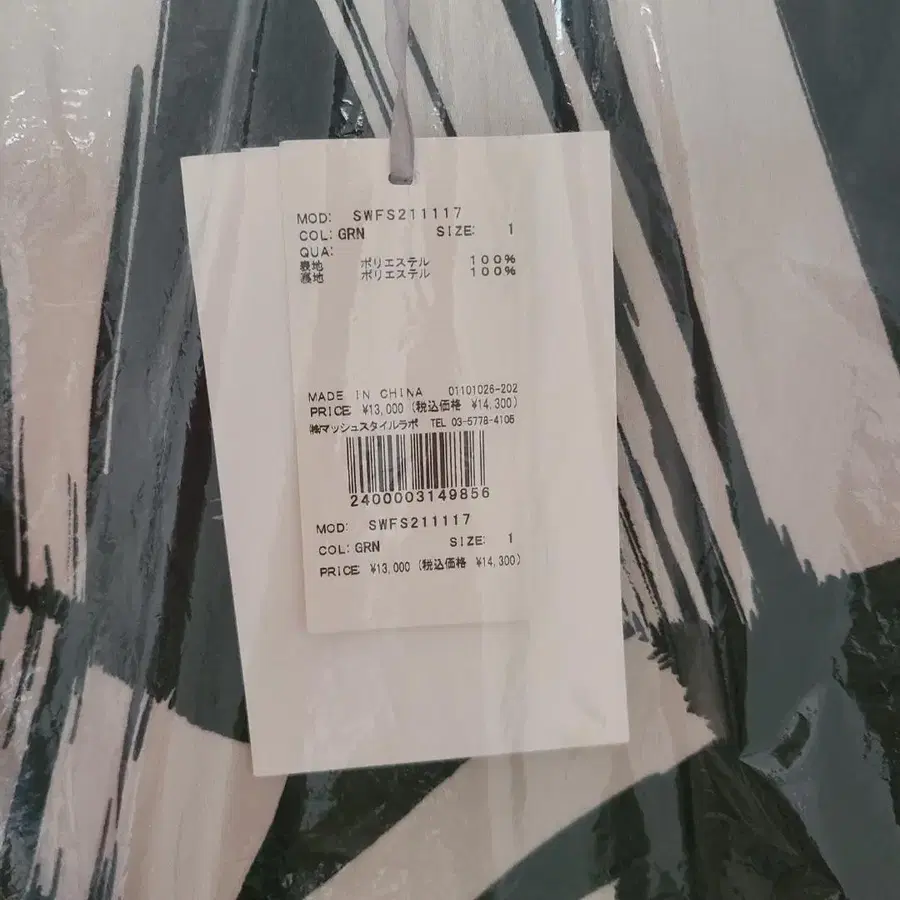 MOD: SWFS211117
COL: GRN SIZE: 1
QUA:
表地 ポリエステル 100%
裏地 ポリエステル 100%
MADE IN CHINA 01101026-202
PRICE: ¥13,000 (税込価格 ¥14,300)
㈱マッシュスタイルラボ TEL 03-5778-4106
2400003149856
MOD: SWFS211117
COL: GRN SIZE: 1
PRICE: ¥13,000 (税込価格 ¥14,300)